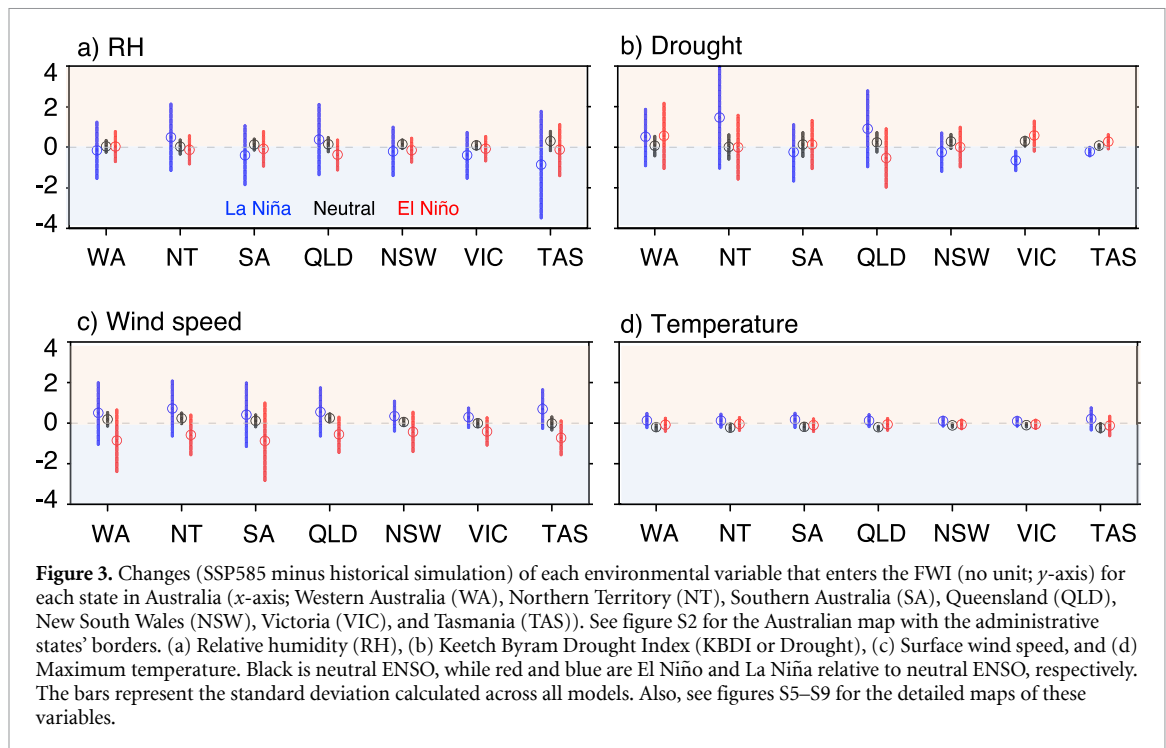 a) RH
b) Drought
4
2
0
-2
-4
La Niña Neutral El Niño
WA NT SA QLD NSW VIC TAS
WA NT SA QLD NSW VIC TAS
c) Wind speed
d) Temperature
4
2
0
-2
-4
WA NT SA QLD NSW VIC TAS
WA NT SA QLD NSW VIC TAS
Figure 3. Changes (SSP585 minus historical simulation) of each environmental variable that enters the FWI (no unit; y-axis) for
each state in Australia (x-axis; Western Australia (WA), Northern Territory (NT), Southern Australia (SA), Queensland (QLD),
New South Wales (NSW), Victoria (VIC), and Tasmania (TAS)). See figure S2 for the Australian map with the administrative
states' borders. (a) Relative humidity (RH), (b) Keetch Byram Drought Index (KBDI or Drought), (c) Surface wind speed, and (d)
Maximum temperature. Black is neutral ENSO, while red and blue are El Niño and La Niña relative to neutral ENSO, respectively.
The bars represent the standard deviation calculated across all models. Also, see figures S5–S9 for the detailed maps of these
variables.